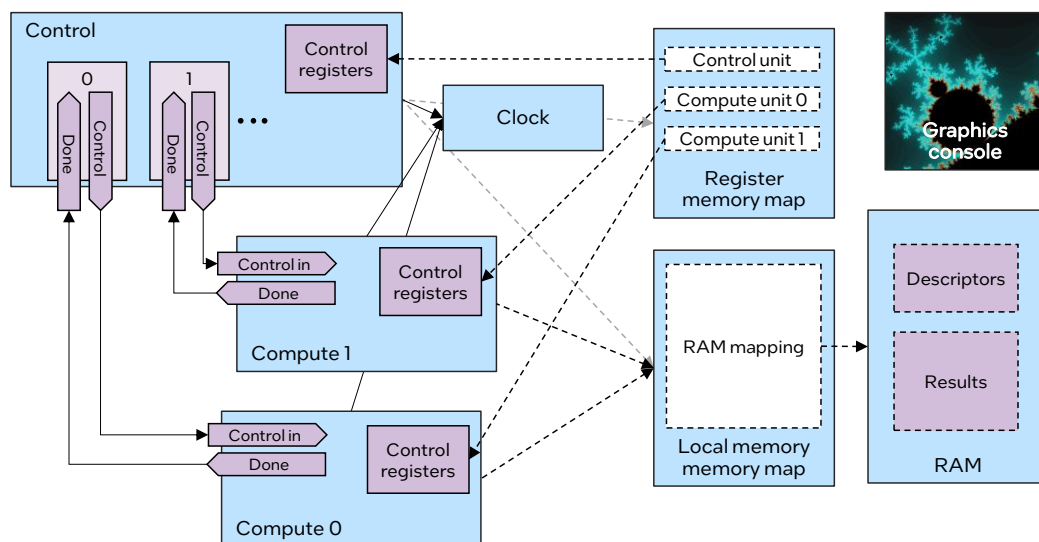 Control
0
1
Done
Control
Done
Control
...
Control
registers
Clock
Control unit
Compute unit 0
Compute unit 1
Register
memory map
Graphics
console
Control in
Done
Control
registers
Compute 1
Control in
Done
Control
registers
Compute 0
RAM mapping
Local memory
memory map
Descriptors
Results
RAM